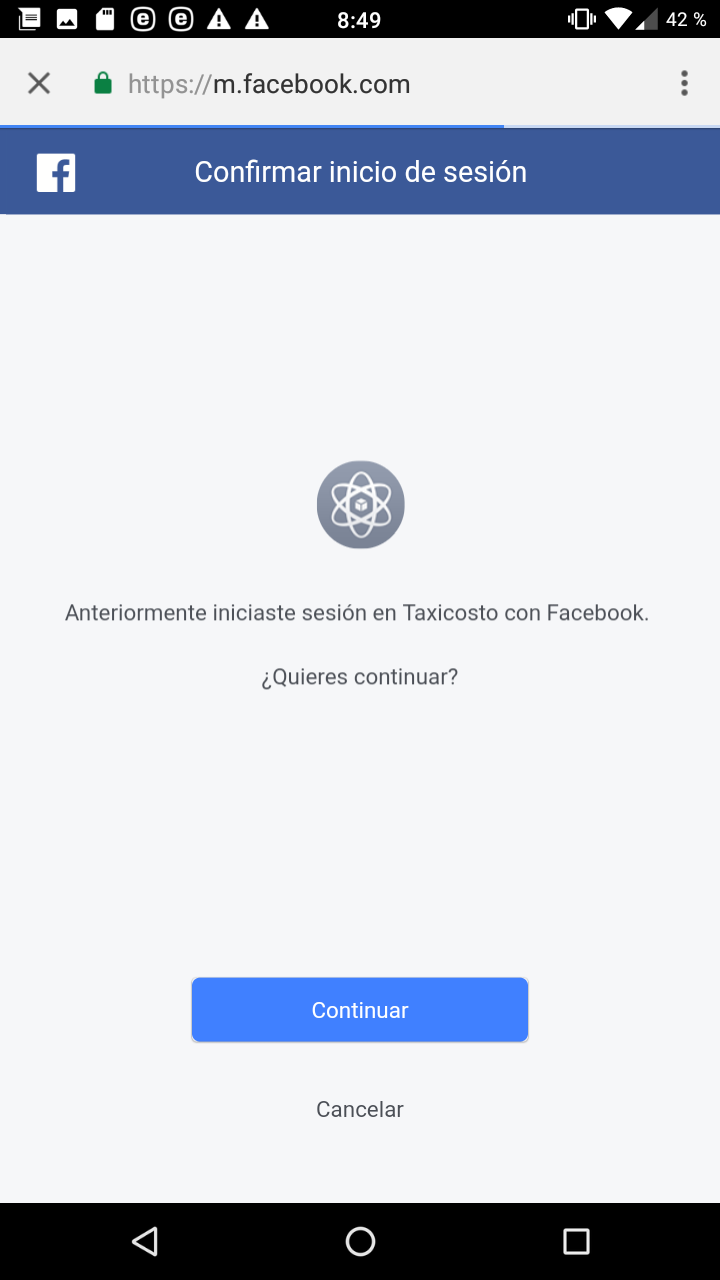 8:49
42 %
https://m.facebook.com
Confirmar inicio de sesión
Anteriormente iniciaste sesión en Taxicosto con Facebook.
¿Quieres continuar?
Continuar
Cancelar